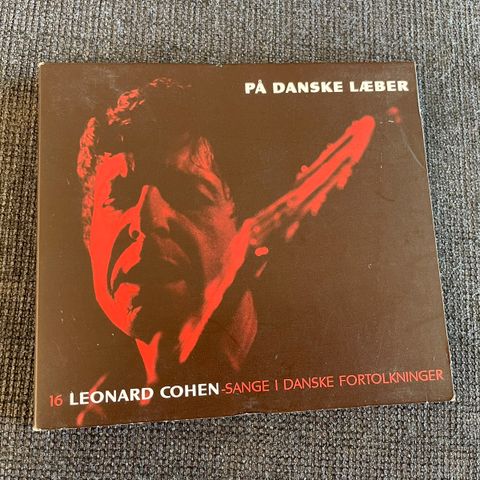 PÅ DANSKE LÆBER
16 LEONARD COHEN-SANGE I DANSKE FORTOLKNINGER